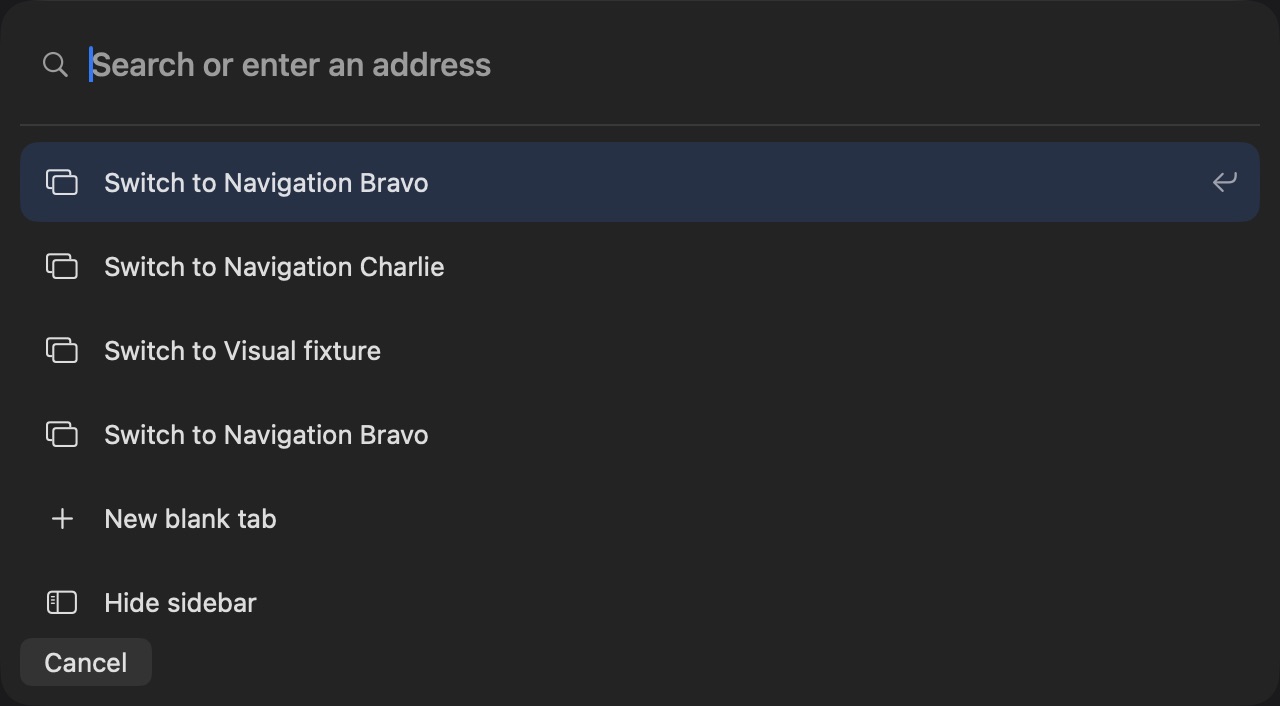 Search or enter an address
Switch to Navigation Bravo
Switch to Navigation Charlie
Switch to Visual fixture
Switch to Navigation Bravo
New blank tab
Hide sidebar
Cancel